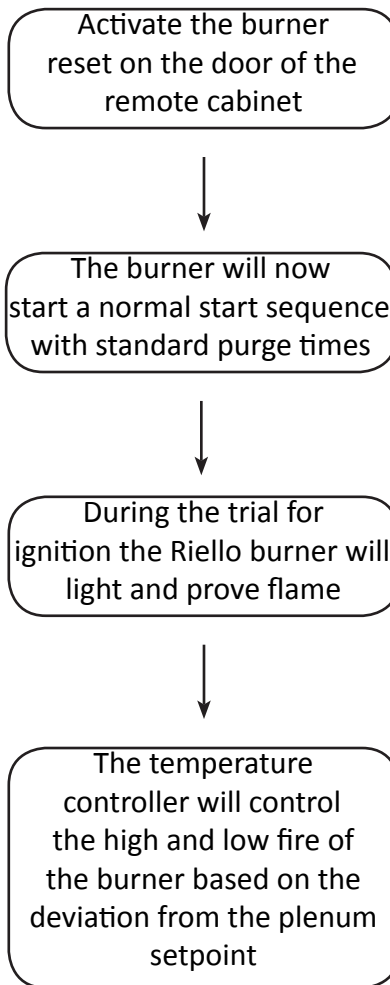 Activate the burner
reset on the door of the
remote cabinet
The burner will now
start a normal start sequence
with standard purge times
During the trial for
ignition the Riello burner will
light and prove flame
The temperature
controller will control
the high and low fire of
the burner based on the
deviation from the plenum
setpoint